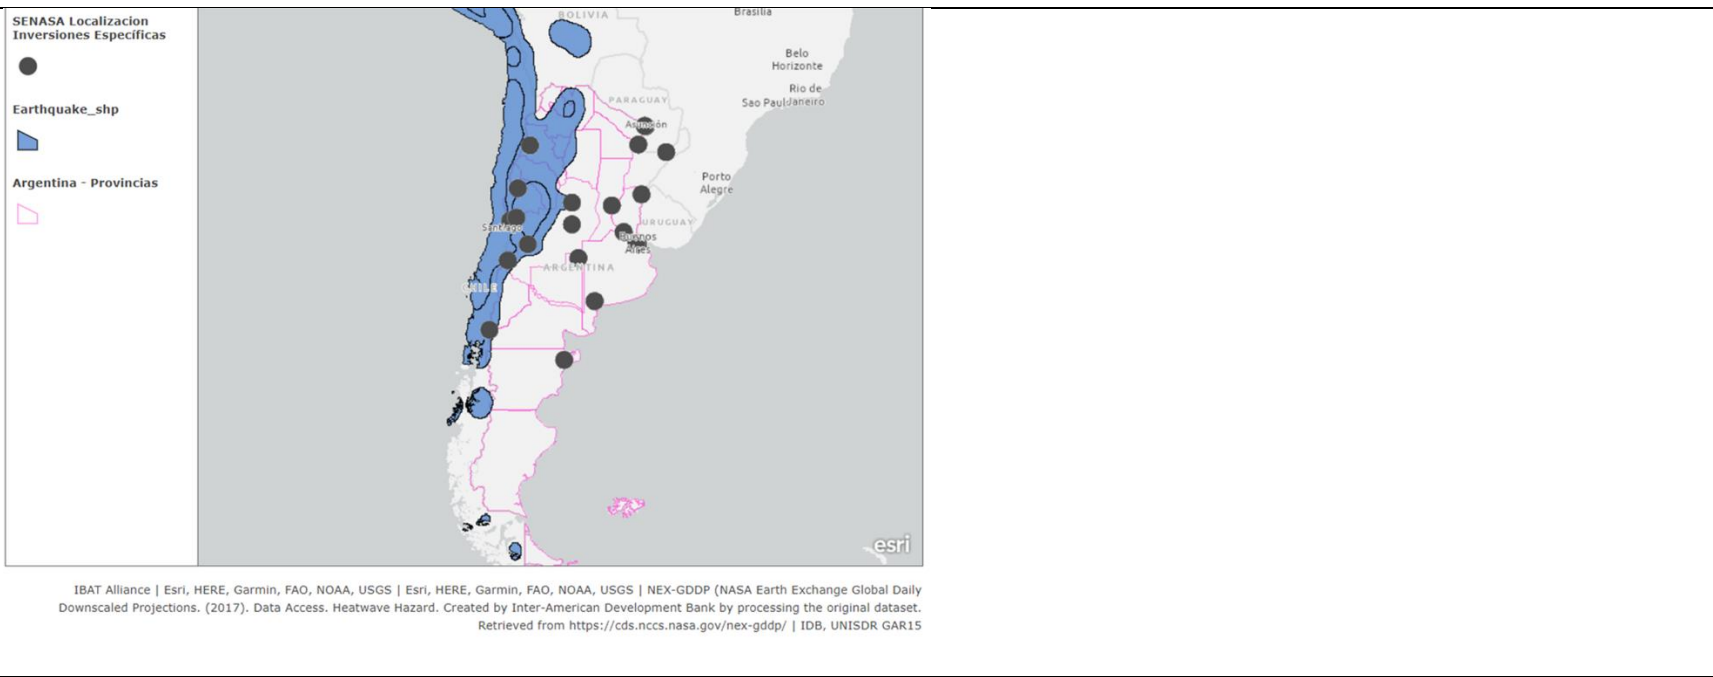 SENASA Localizacion
Inversiones Específicas
Earthquake_shp
Argentina - Provincias
BOLIVIA
Brasilia
Belo
Horizonte
Rio de
Janeiro
Sao Paul
PARAGUAY
Asunción
Porto
Alegre
URUGUAY
Santiago
Buenos
Aires
ARGENTINA
CHILE
esri
IBAT Alliance | Esri, HERE, Garmin, FAO, NOAA, USGS | Esri, HERE, Garmin, FAO, NOAA, USGS | NEX-GDDP (NASA Earth Exchange Global Daily
Downscaled Projections. (2017). Data Access. Heatwave Hazard. Created by Inter-American Development Bank by processing the original dataset.
Retrieved from https://cds.nccs.nasa.gov/nex-gddp/ | IDB, UNISDR GAR15